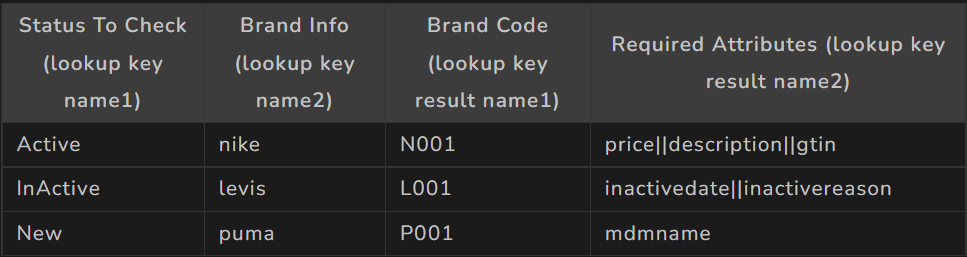 Status To Check
(lookup key
name1)
Brand Info
(lookup key
name2)
Brand Code
(lookup key
result name1)
Required Attributes (lookup key
result name2)
Active nike N001 price||description||gtin
InActive levis L001 inactivedate||inactivereason
New puma P001 mdmname